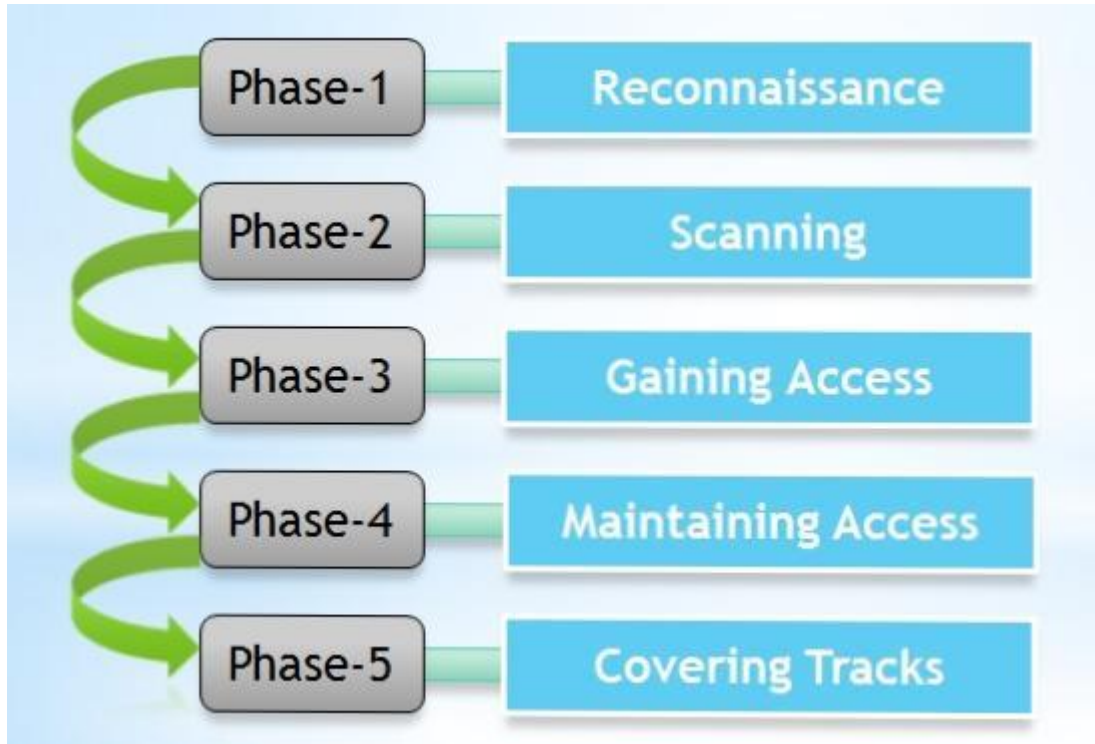 Phase-1 Reconnaissance
Phase-2 Scanning
Phase-3 Gaining Access
Phase-4 Maintaining Access
Phase-5 Covering Tracks